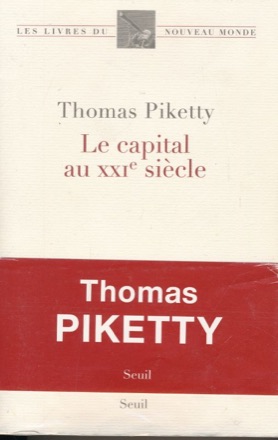 LES LIVRES DU NOUVEAU MONDE
Thomas Piketty
Le capital
au XXIe siècle
Thomas
PIKETTY
Seuil
Seuil